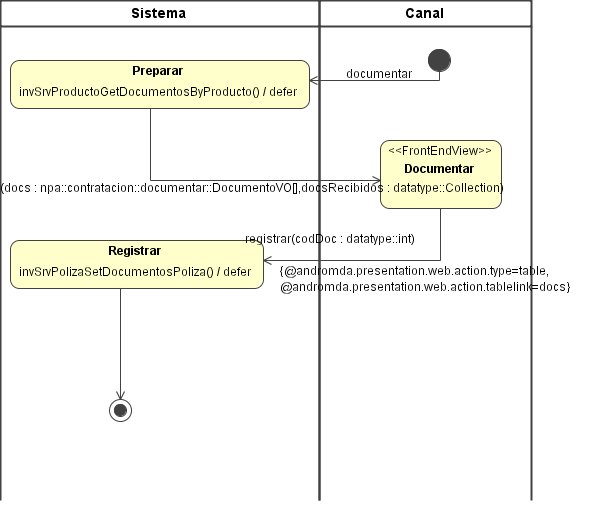 Sistema
Canal
Preparar
invSrvProductoGetDocumentosByProducto() / defer
documentar
<<FrontEndView>>
Documentar
(docs : npa::contratacion::documentar::DocumentoVO[],docsRecibidos : datatype::Collection)
registrar(codDoc : datatype::int)
Registrar
invSrvPolizaSetDocumentosPoliza() / defer
{@andromda.presentation.web.action.type=table,
@andromda.presentation.web.action.tablelink=docs}